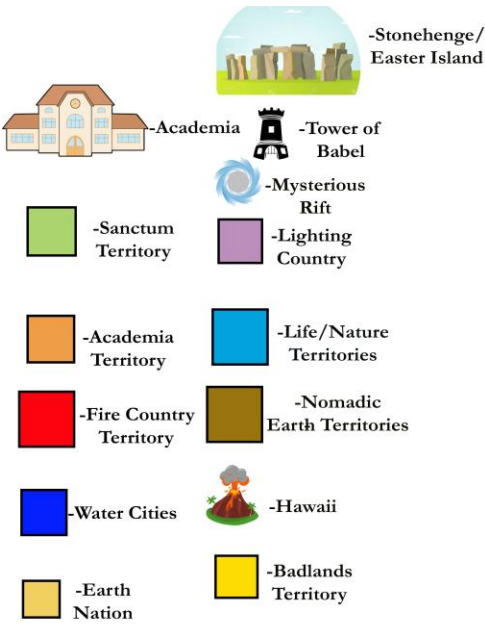 -Stonehenge/
Easter Island
-Academia
-Tower of
Babel
-Mysterious
Rift
-Sanctum
Territory
-Lighting
Country
-Academia
Territory
-Life/Nature
Territories
-Fire Country
Territory
-Nomadic
Earth Territories
-Water Cities
-Hawaii
-Earth
Nation
-Badlands
Territory